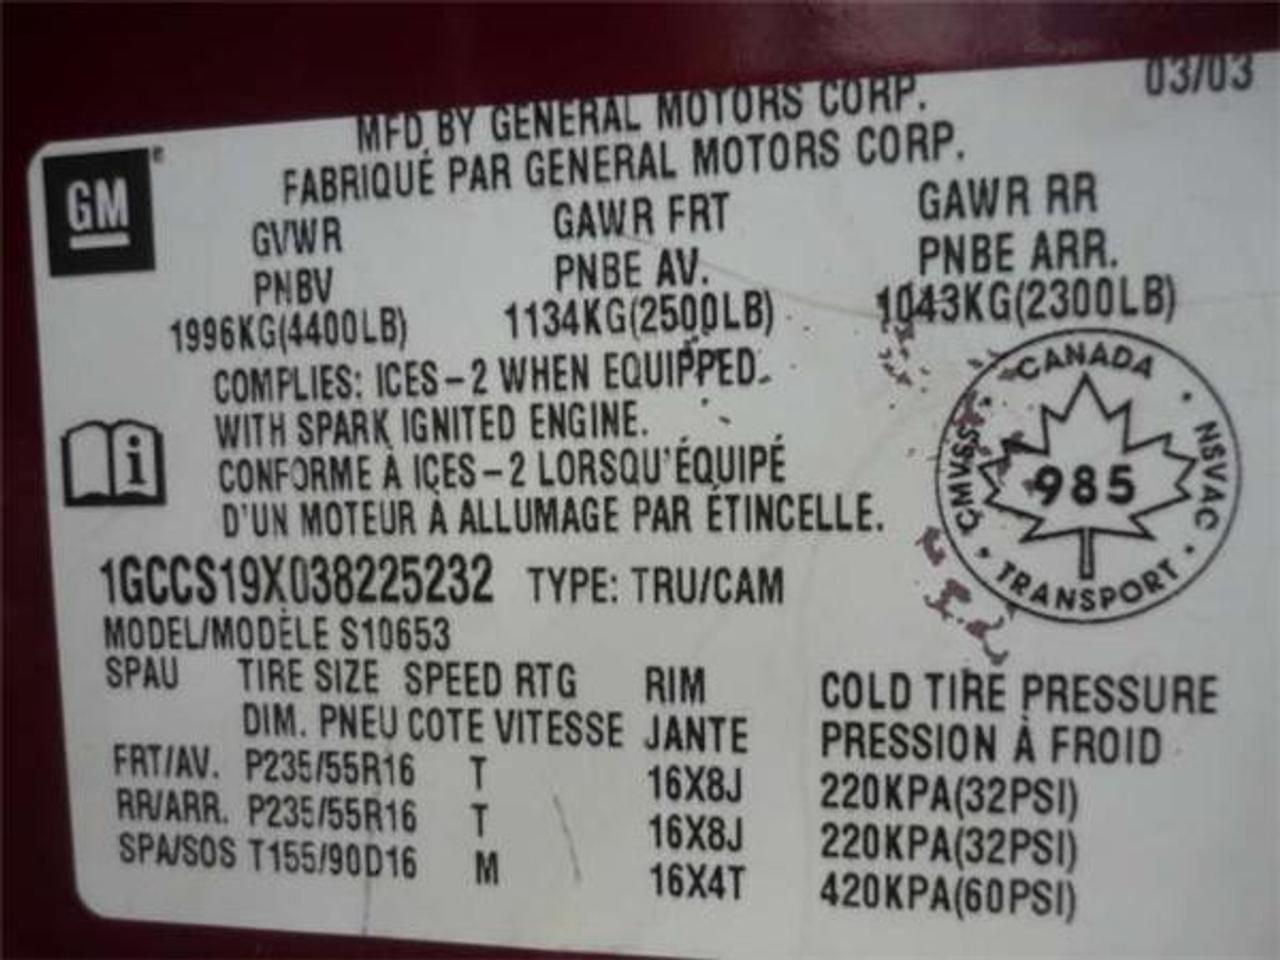 03/03
MFD BY GENERAL MOTORS CORP.
FABRIQUÉ PAR GENERAL MOTORS CORP.
GM
GVWR GAWR FRT GAWR RR
PNBV PNBE AV. PNBE ARR.
1996KG(4400LB) 1134KG(2500LB) 1043KG(2300LB)
COMPLIES: ICES-2 WHEN EQUIPPED
WITH SPARK IGNITED ENGINE.
CONFORME À ICES-2 LORSQU'ÉQUIPÉ
D'UN MOTEUR À ALLUMAGE PAR ÉTINCELLE.
CANADA
NSVAC
CMVSS
985
TRANSPORT
1GCCS19X038225232 TYPE: TRU/CAM
MODEL/MODÈLE S10653
SPAU TIRE SIZE SPEED RTG RIM COLD TIRE PRESSURE
DIM. PNEU COTE VITESSE JANTE PRESSION À FROID
FRT/AV. P235/55R16 T 16X8J 220KPA(32PSI)
RR/ARR. P235/55R16 T 16X8J 220KPA(32PSI)
SPA/SOS T155/90D16 M 16X4T 420KPA(60PSI)